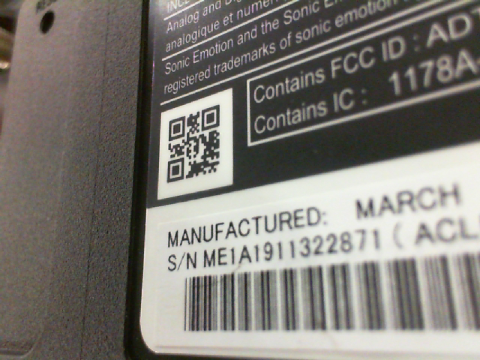 Analog and
analogique et numéri
Sonic Emotion and the Sonic E
registered trademarks of sonic emotion
Contains FCC ID : AD
Contains IC : 1178A-
MANUFACTURED: MARCH
S/N ME1A1911322871 ( ACL